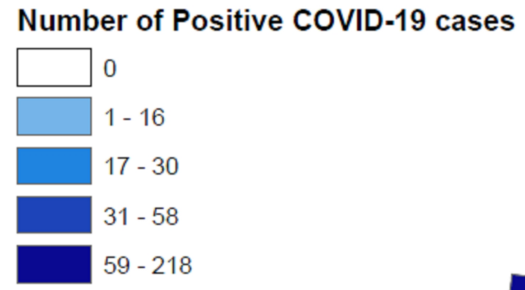 Number of Positive COVID-19 cases
0
1 - 16
17 - 30
31 - 58
59 - 218